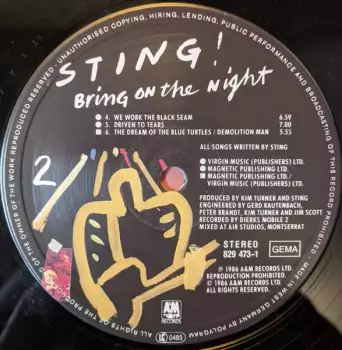 UNAUTHORISED COPYING, HIRING, LENDING, PUBLIC PERFORMANCE AND BROADCASTING OF THIS RECORD PROHIBITED
MADE IN WEST GERMANY BY POLYGRAM
ALL RIGHTS OF THE PRODUCER AND OF THE OWNER OF THE WORK REPRODUCED RESERVED
STING!
Bring on the Night
4. WE WORK THE BLACK SEAM 6.59
5. DRIVEN TO TEARS 7.00
6. THE DREAM OF THE BLUE TURTLES / DEMOLITION MAN 5.55
ALL SONGS WRITTEN BY STING
VIRGIN MUSIC (PUBLISHERS) LTD.
MAGNETIC PUBLISHING LTD.
MAGNETIC PUBLISHING LTD. /
VIRGIN MUSIC (PUBLISHERS) LTD.
2/
PRODUCED BY KIM TURNER AND STING
ENGINEERED BY GERD RAUTENBACH,
PETER BRANDT, KIM TURNER AND JIM SCOTT
RECORDED BY DIERKS MOBILE 2
MIXED AT AIR STUDIOS, MONTSERRAT
STEREO
829 473-1
GEMA
℗ 1986 A&M RECORDS LTD.
REPRODUCTION PROHIBITED.
© 1986 A&M RECORDS LTD.
ALL RIGHTS RESERVED.
A&M
RECORDS
LC 0485